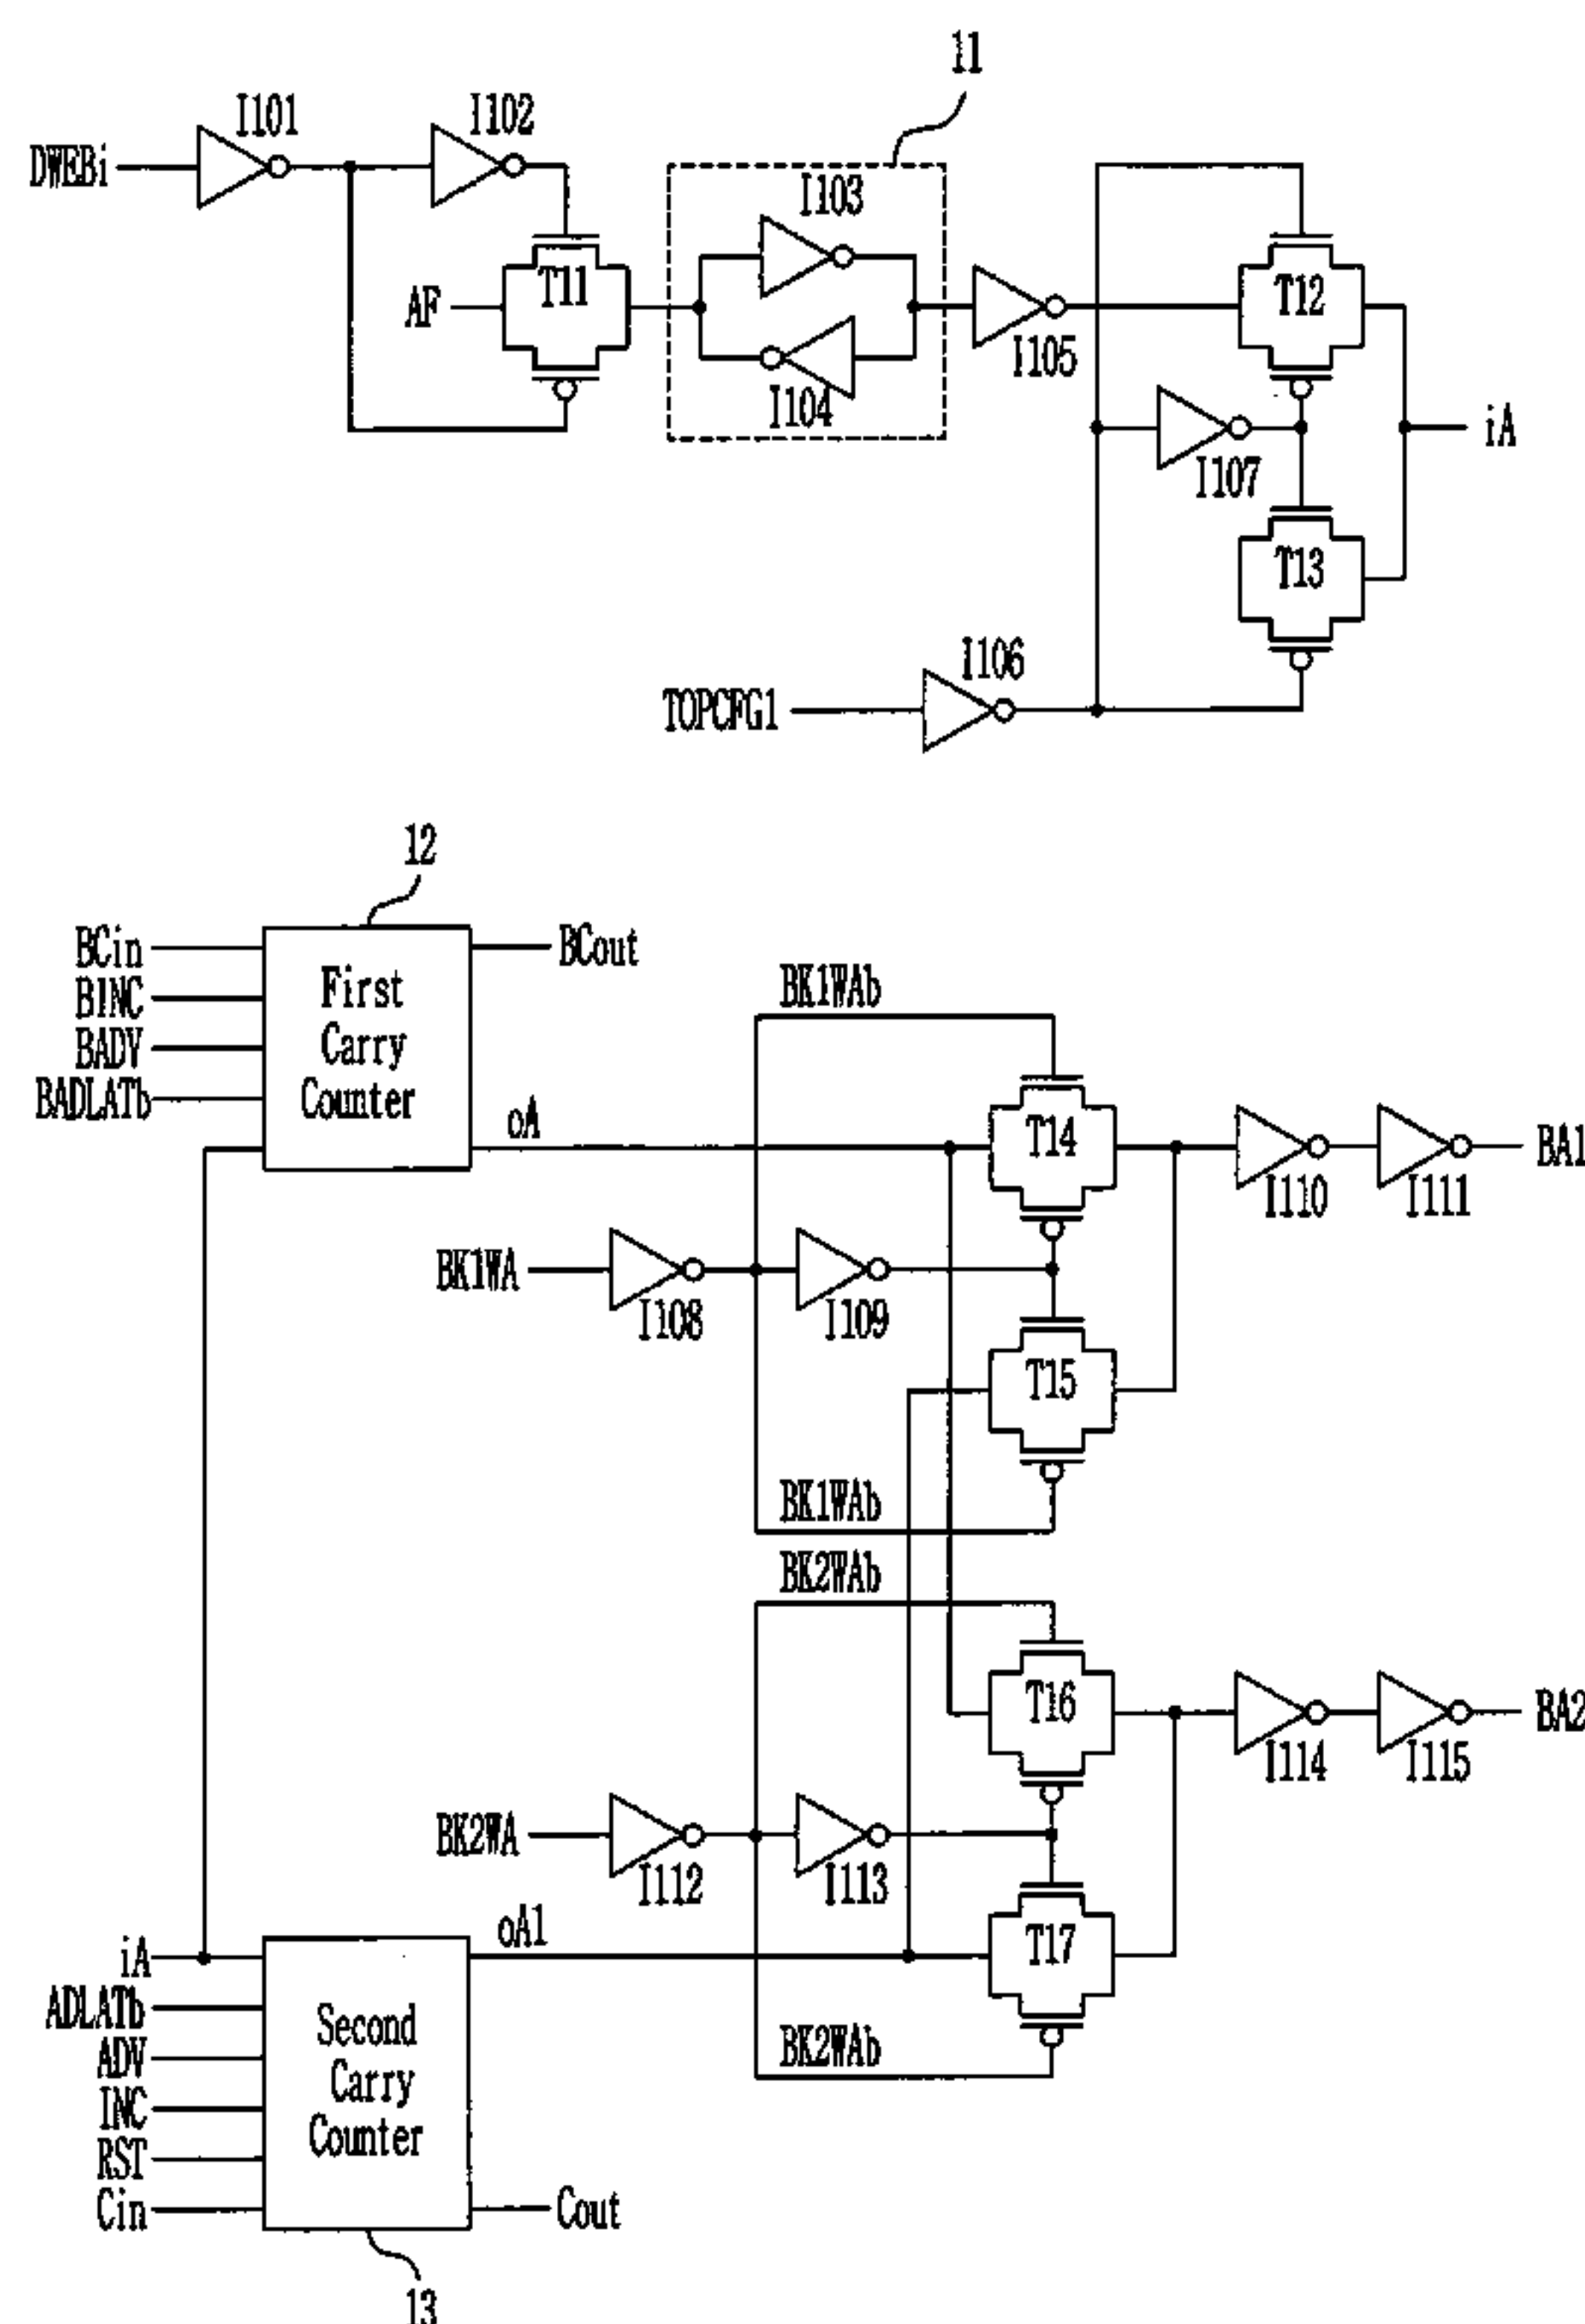 11
I101
I102
DWEBi
I103
AF
T11
T12
I105
I104
iA
I107
T13
I106
TOPCFG1
12
BCin
BCout
BINC
First
Carry
Counter
BADV
BADLATb
BK1WAb
oA
T14
BA1
I110
I111
BK1WA
I108
I109
T15
BK1WAb
BK2WAb
T16
BA2
I114
I115
BK2WA
I112
I113
oA1
T17
iA
ADLATb
Second
Carry
Counter
ADV
BK2WAb
INC
RST
Cin
Cout
13